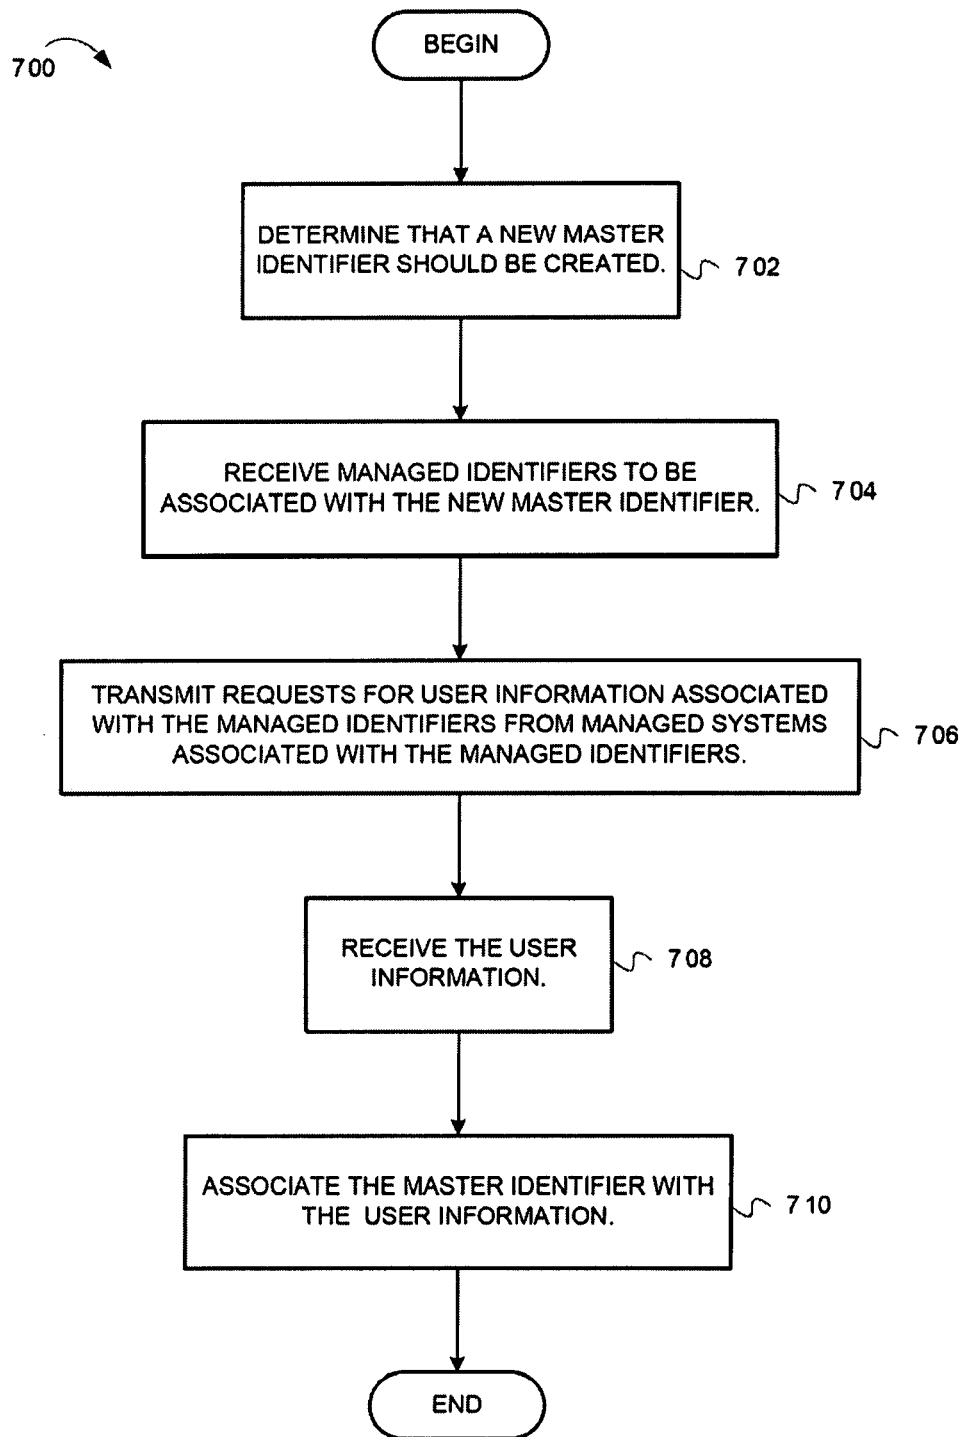 700
BEGIN
DETERMINE THAT A NEW MASTER
IDENTIFIER SHOULD BE CREATED.
702
RECEIVE MANAGED IDENTIFIERS TO BE
ASSOCIATED WITH THE NEW MASTER IDENTIFIER.
704
TRANSMIT REQUESTS FOR USER INFORMATION ASSOCIATED
WITH THE MANAGED IDENTIFIERS FROM MANAGED SYSTEMS
ASSOCIATED WITH THE MANAGED IDENTIFIERS.
706
RECEIVE THE USER
INFORMATION.
708
ASSOCIATE THE MASTER IDENTIFIER WITH
THE USER INFORMATION.
710
END